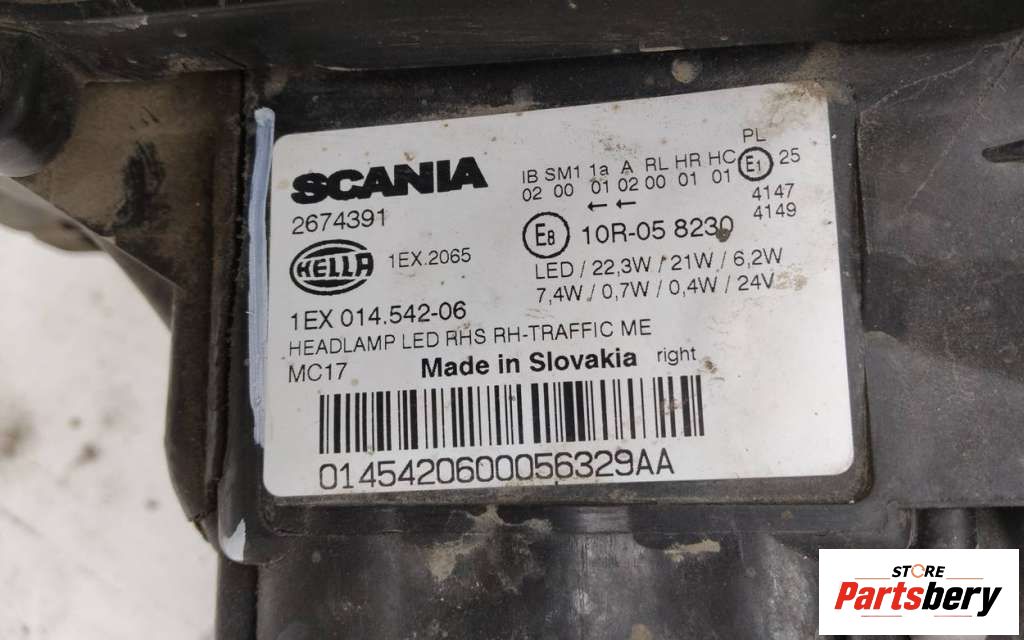 SCANIA
2674391
HELLA 1EX.2065
1EX 014.542-06
HEADLAMP LED RHS RH-TRAFFIC ME
MC17 Made in Slovakia right
PL
IB SM1 1a A RL HR HC E1 25
02 00 01 02 00 01 01
← ←
4147
4149
E8 10R-05 8230
LED / 22,3W / 21W / 6,2W
7,4W / 0,7W / 0,4W / 24V
0145420600056329AA
STORE
Partsbery